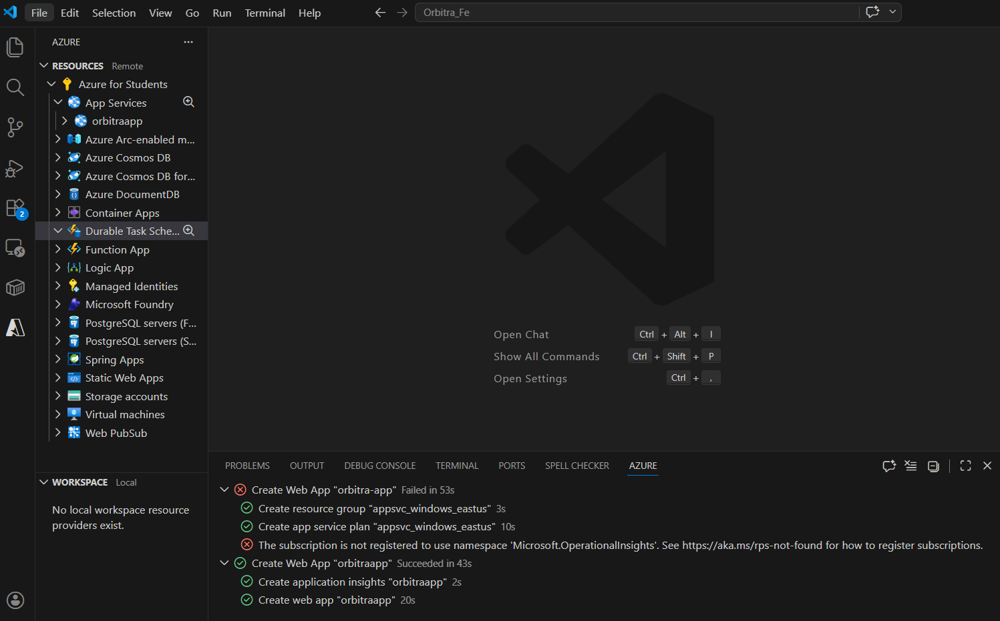 File Edit Selection View Go Run Terminal Help
Orbitra_Fe
AZURE
RESOURCES Remote
Azure for Students
App Services
orbitraapp
Azure Arc-enabled m...
Azure Cosmos DB
Azure Cosmos DB for...
Azure DocumentDB
Container Apps
Durable Task Sche...
Function App
Logic App
Managed Identities
Microsoft Foundry
PostgreSQL servers (F...
PostgreSQL servers (S...
Spring Apps
Static Web Apps
Storage accounts
Virtual machines
Web PubSub
2
WORKSPACE Local
No local workspace resource
providers exist.
Open Chat Ctrl + Alt + I
Show All Commands Ctrl + Shift + P
Open Settings Ctrl + ,
PROBLEMS OUTPUT DEBUG CONSOLE TERMINAL PORTS SPELL CHECKER AZURE
Create Web App "orbitra-app" Failed in 53s
Create resource group "appsvc_windows_eastus" 3s
Create app service plan "appsvc_windows_eastus" 10s
The subscription is not registered to use namespace 'Microsoft.OperationalInsights'. See https://aka.ms/rps-not-found for how to register subscriptions.
Create Web App "orbitraapp" Succeeded in 43s
Create application insights "orbitraapp" 2s
Create web app "orbitraapp" 20s